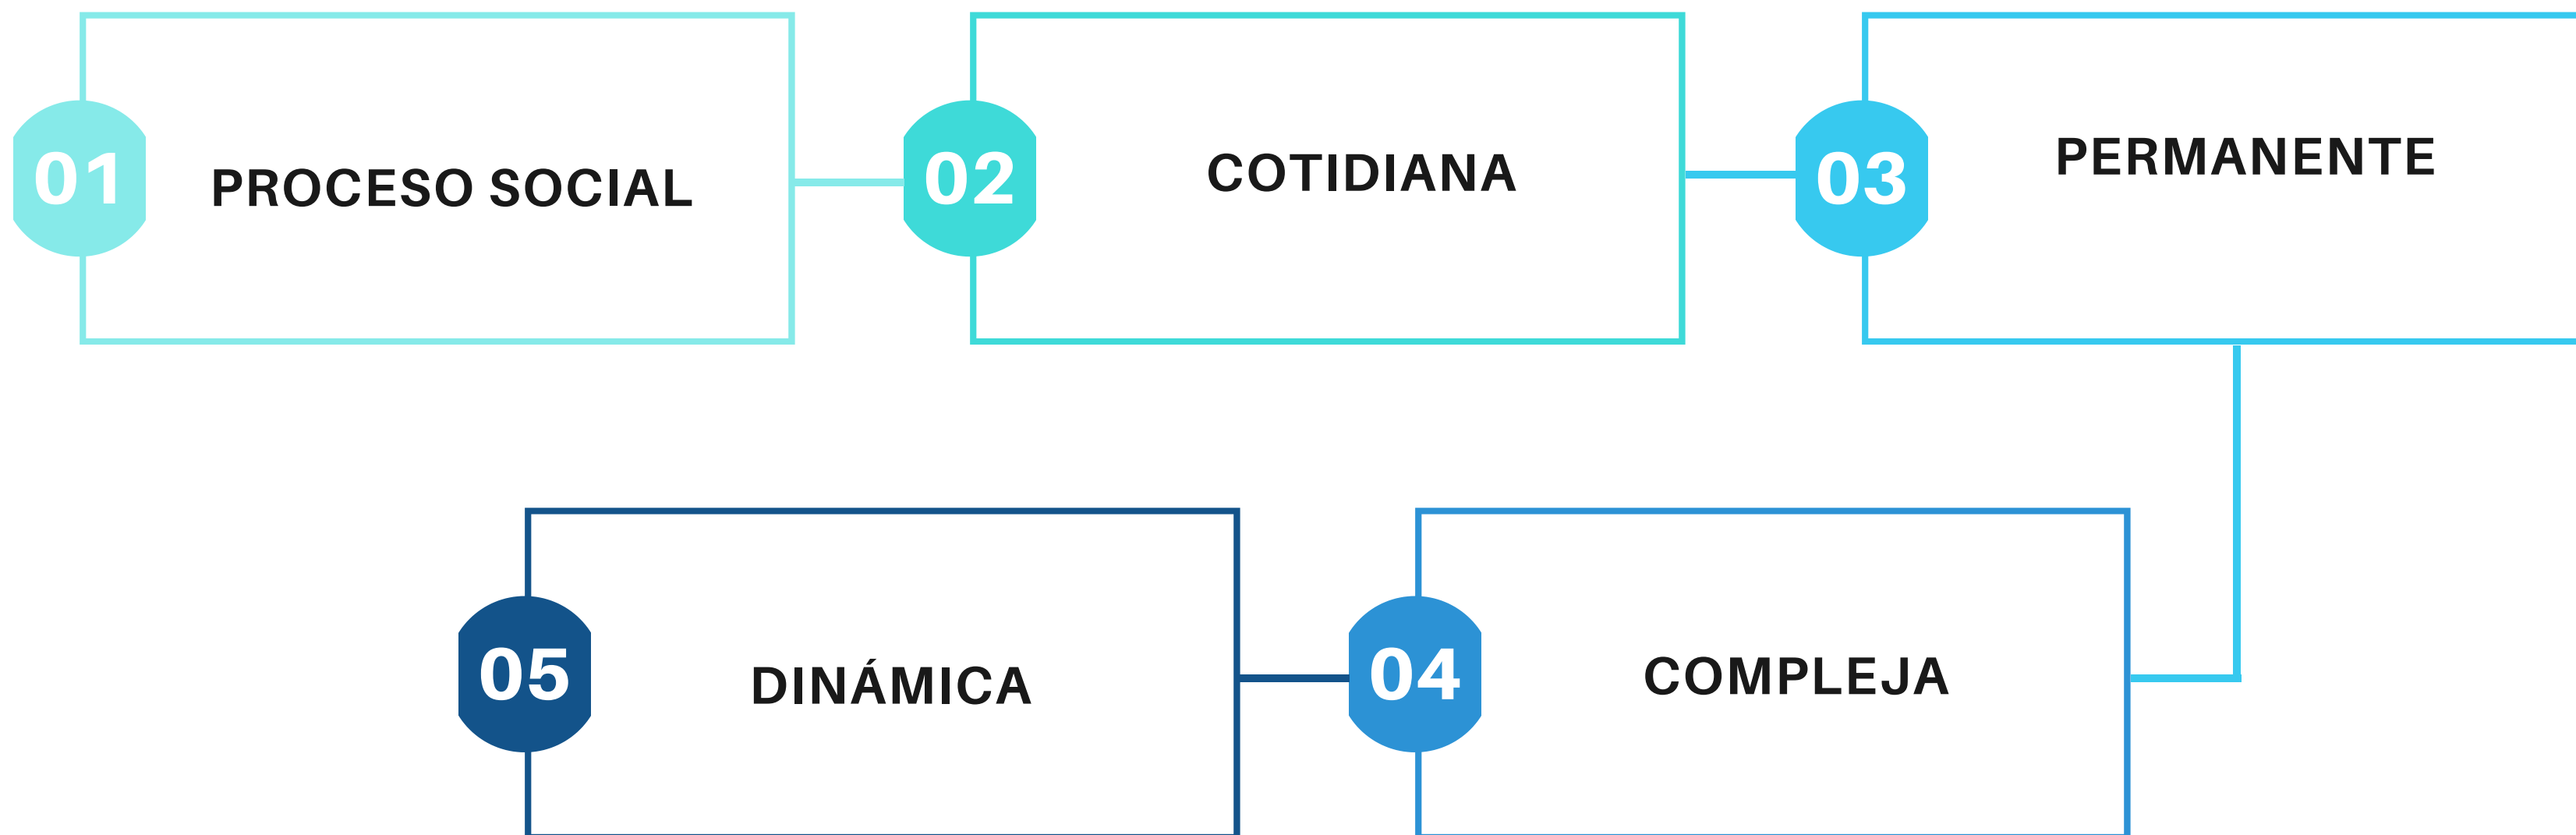 01
PROCESO SOCIAL
02
COTIDIANA
03
PERMANENTE
04
COMPLEJA
05
DINÁMICA